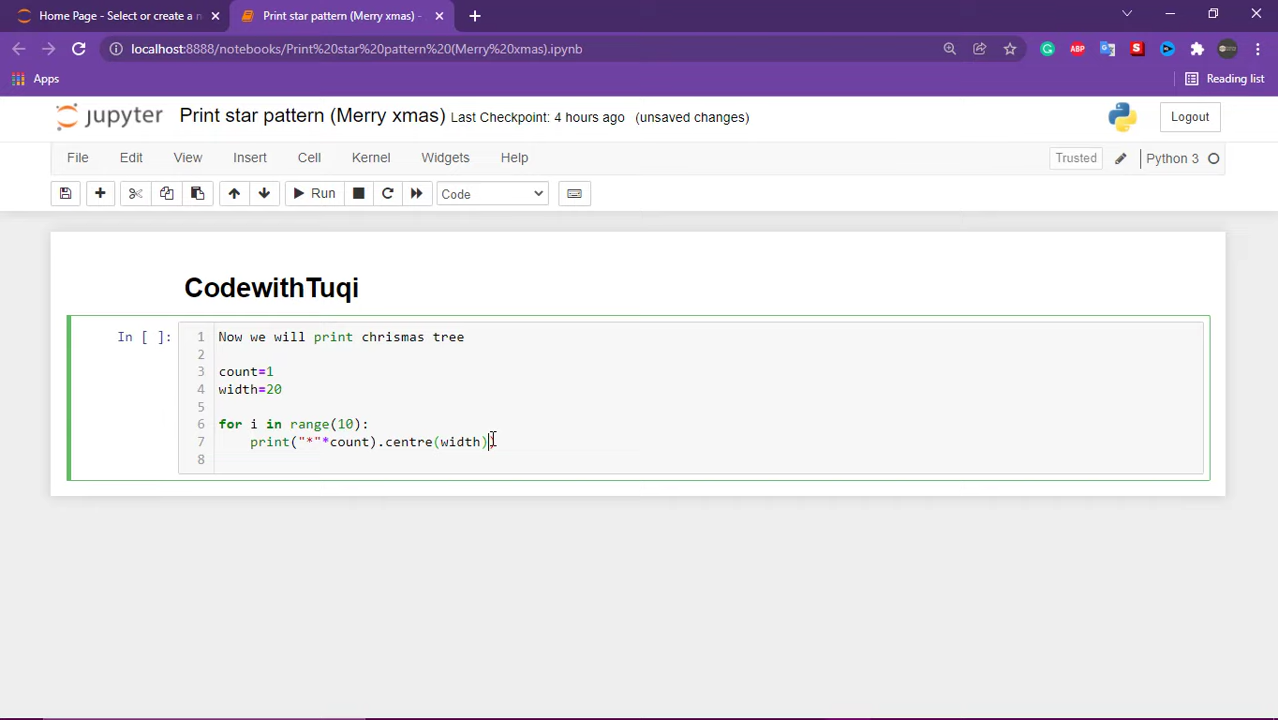 Home Page - Select or create a n
Print star pattern (Merry xmas) -
localhost:8888/notebooks/Print%20star%20pattern%20(Merry%20xmas).ipynb
ABP
S
Apps
Reading list
jupyter
Print star pattern (Merry xmas)
Last Checkpoint: 4 hours ago
(unsaved changes)
Logout
File
Edit
View
Insert
Cell
Kernel
Widgets
Help
Trusted
Python 3
Run
Code
CodewithTuqi
In [ ]:
1 Now we will print chrismas tree
2
3 count=1
4 width=20
5
6 for i in range(10):
7 print("*"*count).centre(width))
8